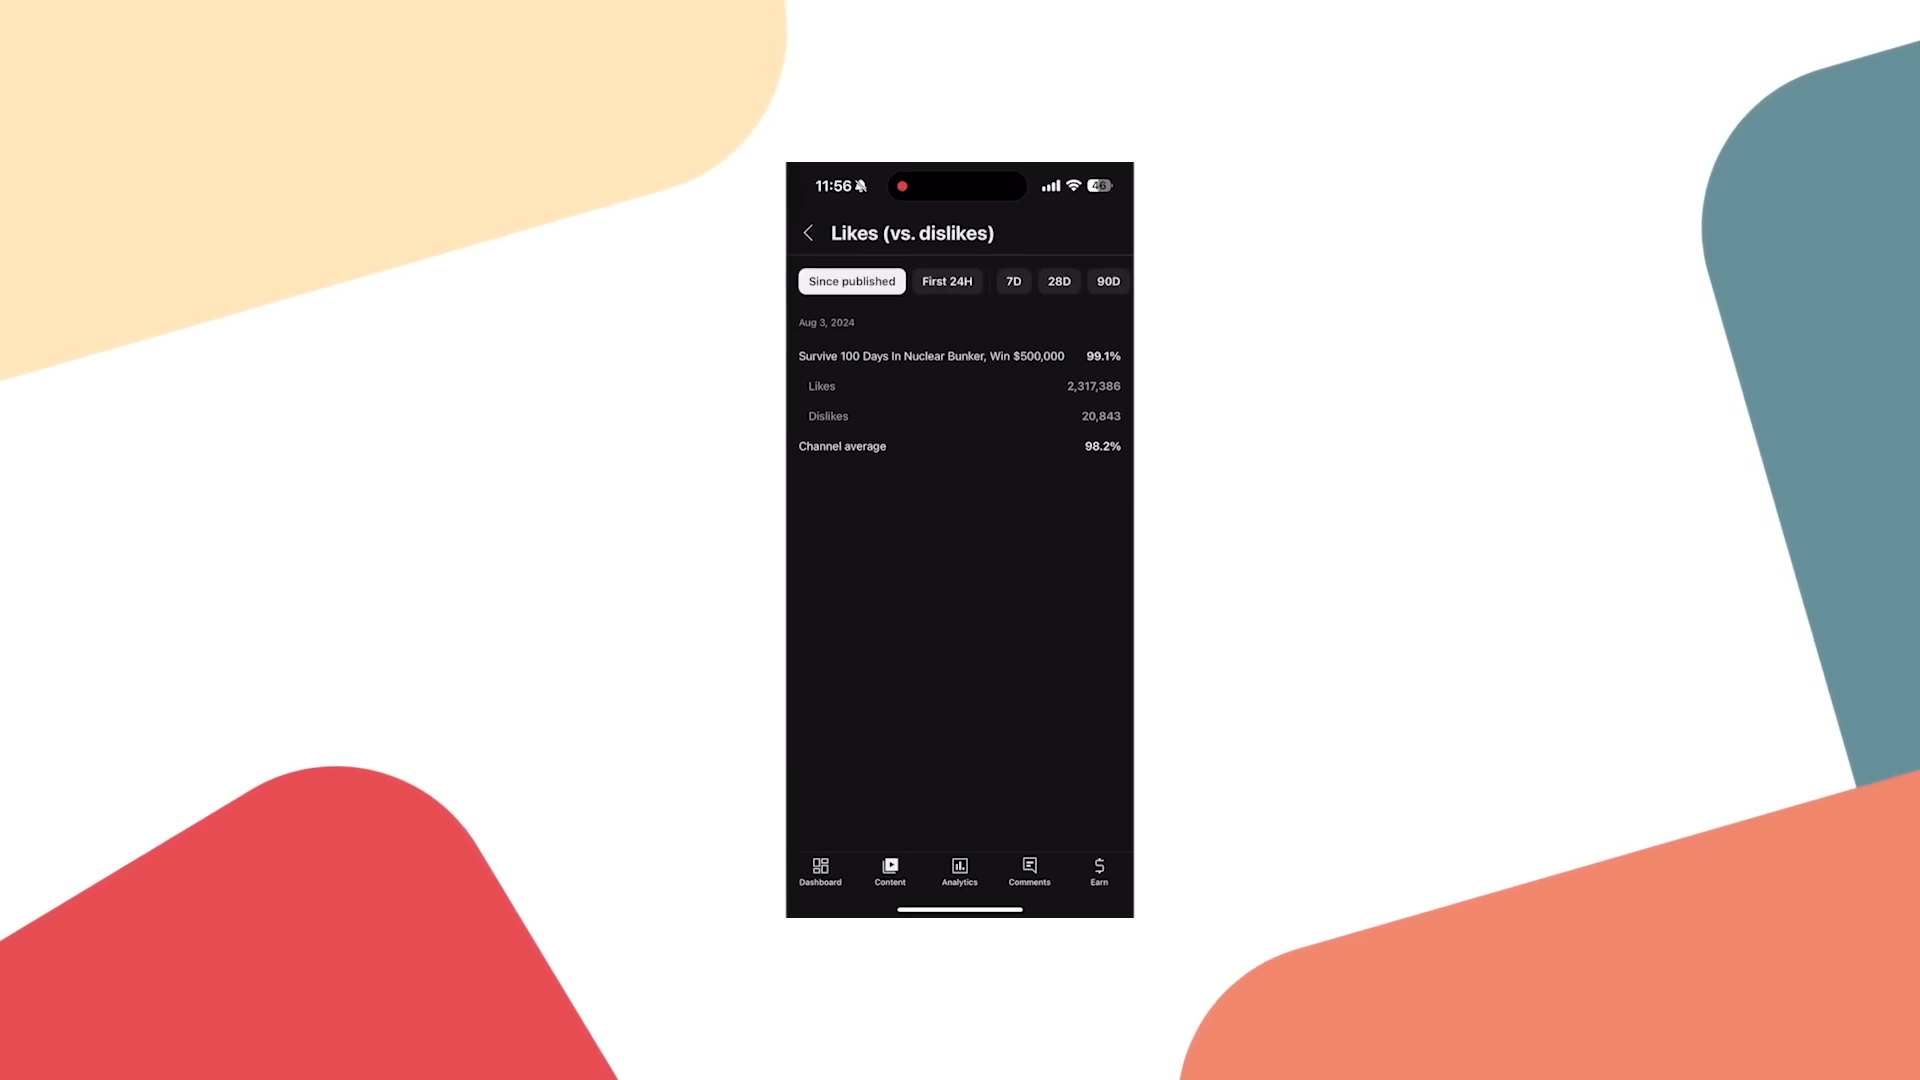 11:56 46
Likes (vs. dislikes)
Since published First 24H 7D 28D 90D
Aug 3, 2024
Survive 100 Days In Nuclear Bunker, Win $500,000 99.1%
Likes 2,317,386
Dislikes 20,843
Channel average 98.2%
Dashboard Content Analytics Comments Earn